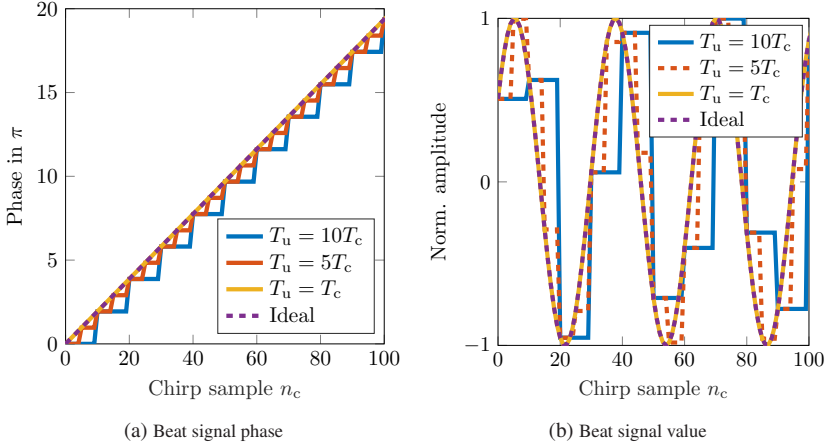 20
15
10
5
0
Phase in π
T_u = 10T_c
T_u = 5T_c
T_u = T_c
Ideal
0 20 40 60 80 100
Chirp sample n_c
(a) Beat signal phase
1
0
−1
Norm. amplitude
T_u = 10T_c
T_u = 5T_c
T_u = T_c
Ideal
0 20 40 60 80 100
Chirp sample n_c
(b) Beat signal value